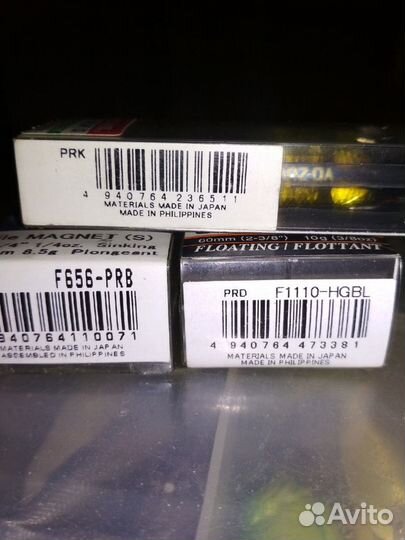 PRK
4 940764 236511
MATERIALS MADE IN JAPAN
MADE IN PHILIPPINES
MAGNET (S)
1/4oz. Sinking
8.5g Plongeant
60mm (2-3/8") 10g (3/8oz)
FLOATING | FLOTTANT
F656-PRB
940764110071
MATERIALS MADE IN JAPAN
ASSEMBLED IN PHILIPPINES
PRD F1110-HGBL
4 940764 473381
MATERIALS MADE IN JAPAN
MADE IN PHILIPPINES
Avito